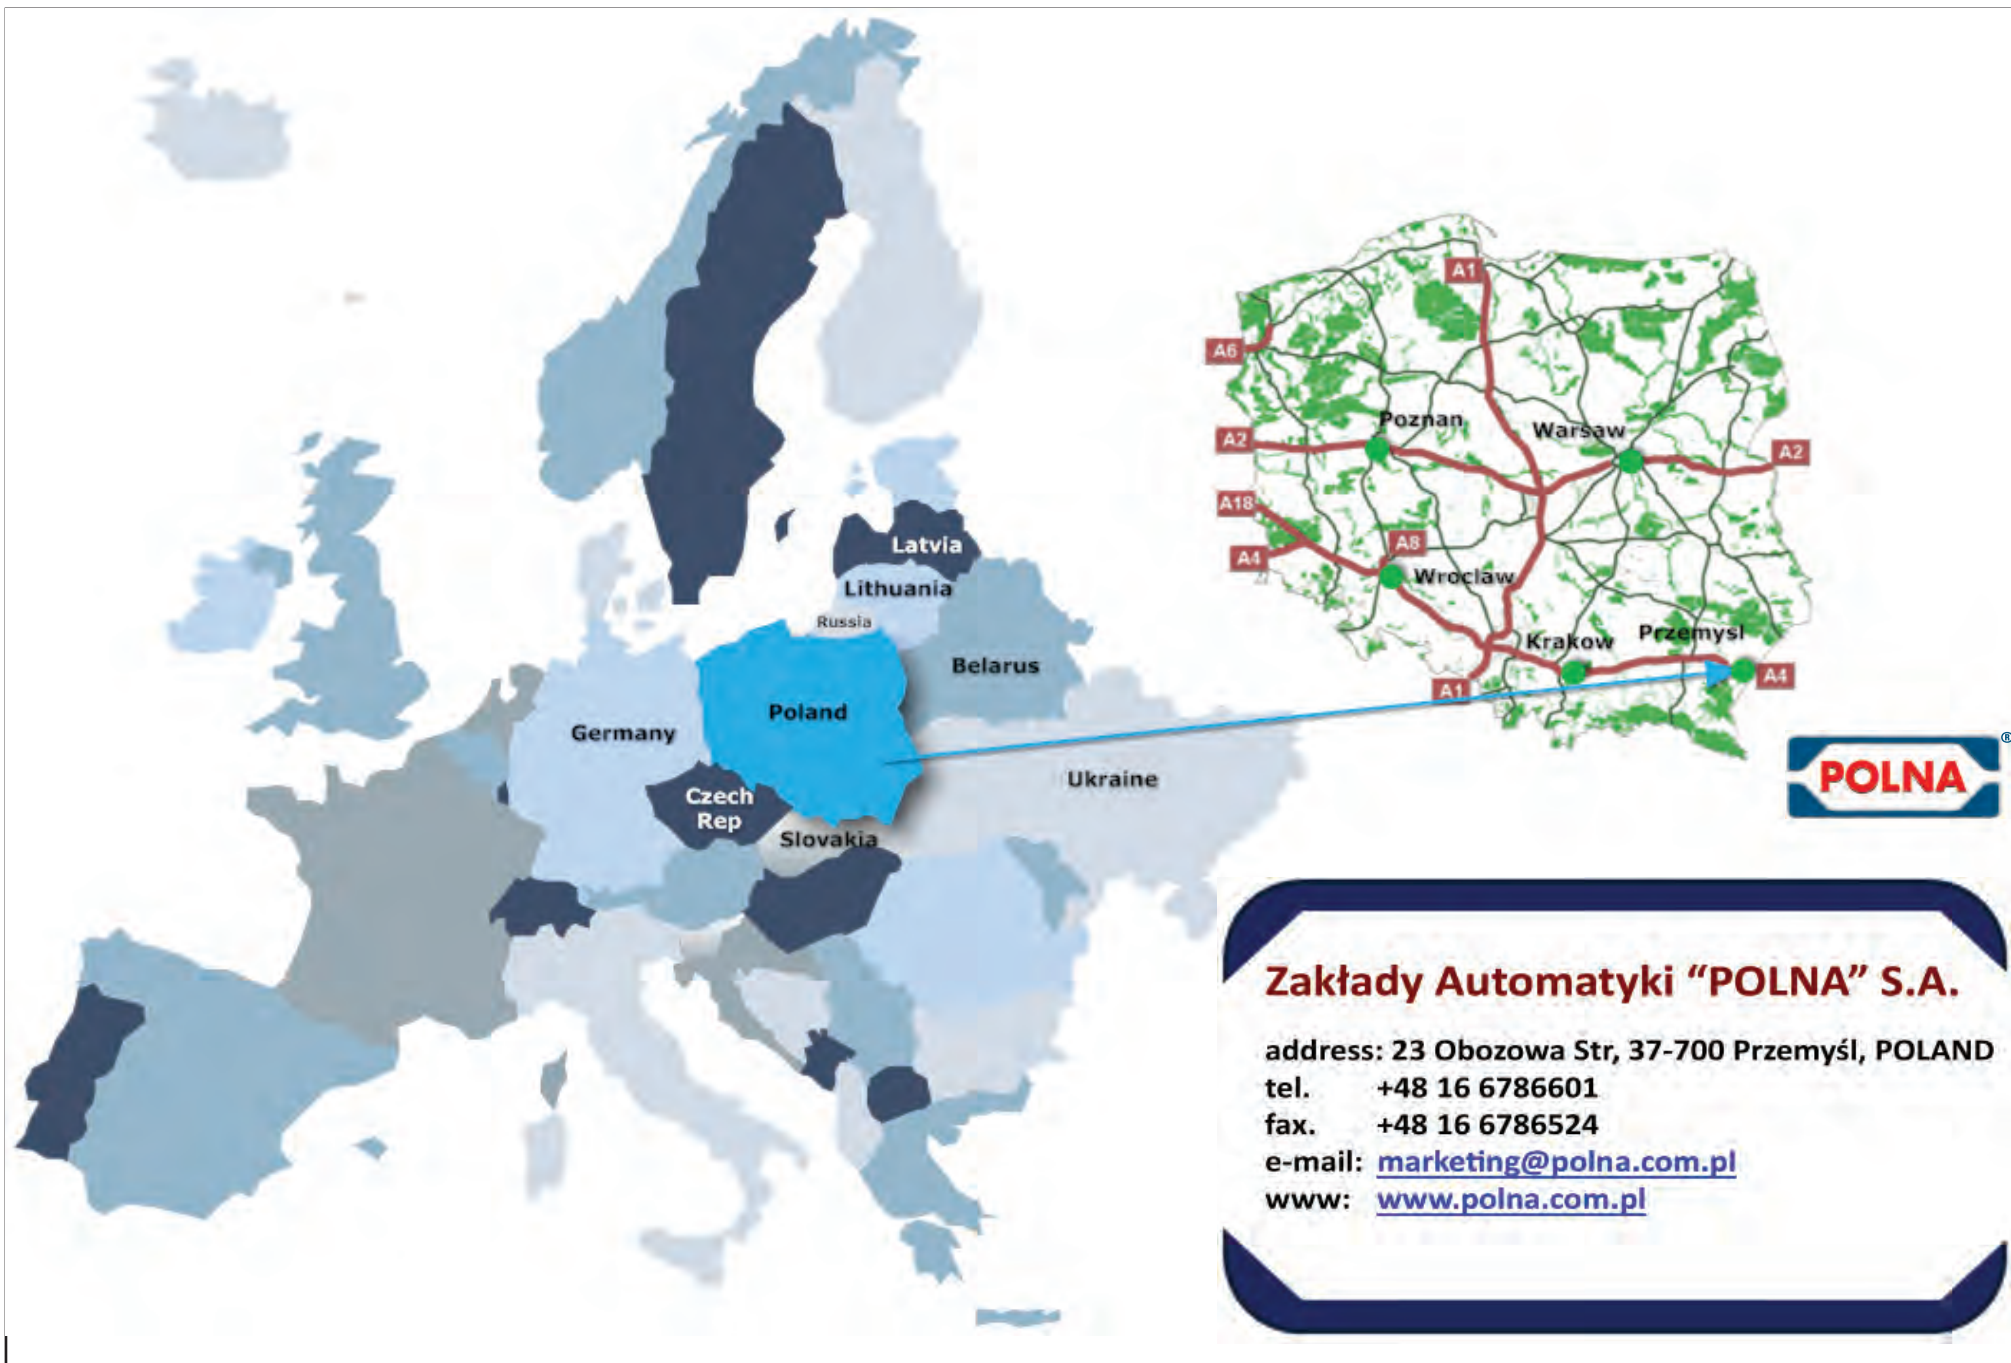 Latvia
Lithuania
Russia
Belarus
Poland
Germany
Ukraine
Czech
Rep
Slovakia
A1
A6
Poznan
Warsaw
A2
A2
A18
A8
A4
Wroclaw
Krakow
Przemysl
A1
A4
POLNA®
Zakłady Automatyki “POLNA” S.A.
address: 23 Obozowa Str, 37-700 Przemyśl, POLAND
tel. +48 16 6786601
fax. +48 16 6786524
e-mail: marketing@polna.com.pl
www: www.polna.com.pl